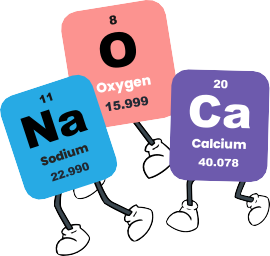 8
O
Oxygen
15.999
11
Na
Sodium
22.990
20
Ca
Calcium
40.078